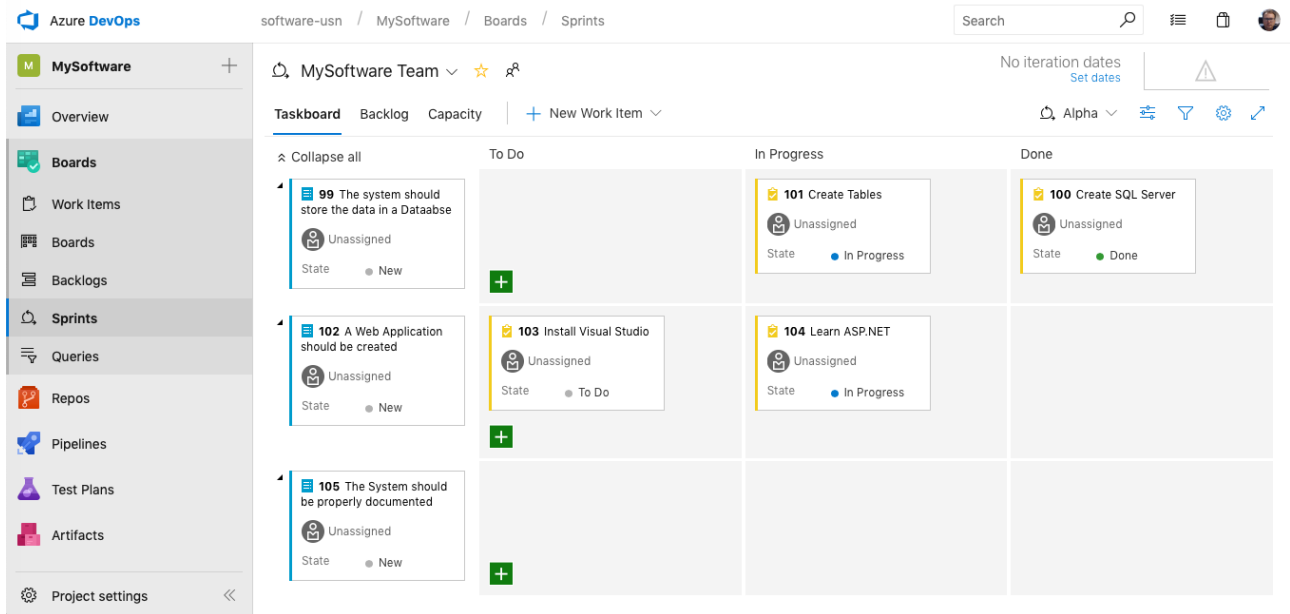 Azure DevOps
software-usn / MySoftware / Boards / Sprints
Search
M MySoftware
Overview
Boards
Work Items
Boards
Backlogs
Sprints
Queries
Repos
Pipelines
Test Plans
Artifacts
Project settings
MySoftware Team
No iteration dates
Set dates
Taskboard Backlog Capacity New Work Item Alpha
Collapse all To Do In Progress Done
99 The system should
store the data in a Dataabse
Unassigned
State New
101 Create Tables
Unassigned
State In Progress
100 Create SQL Server
Unassigned
State Done
102 A Web Application
should be created
Unassigned
State New
103 Install Visual Studio
Unassigned
State To Do
104 Learn ASP.NET
Unassigned
State In Progress
105 The System should
be properly documented
Unassigned
State New